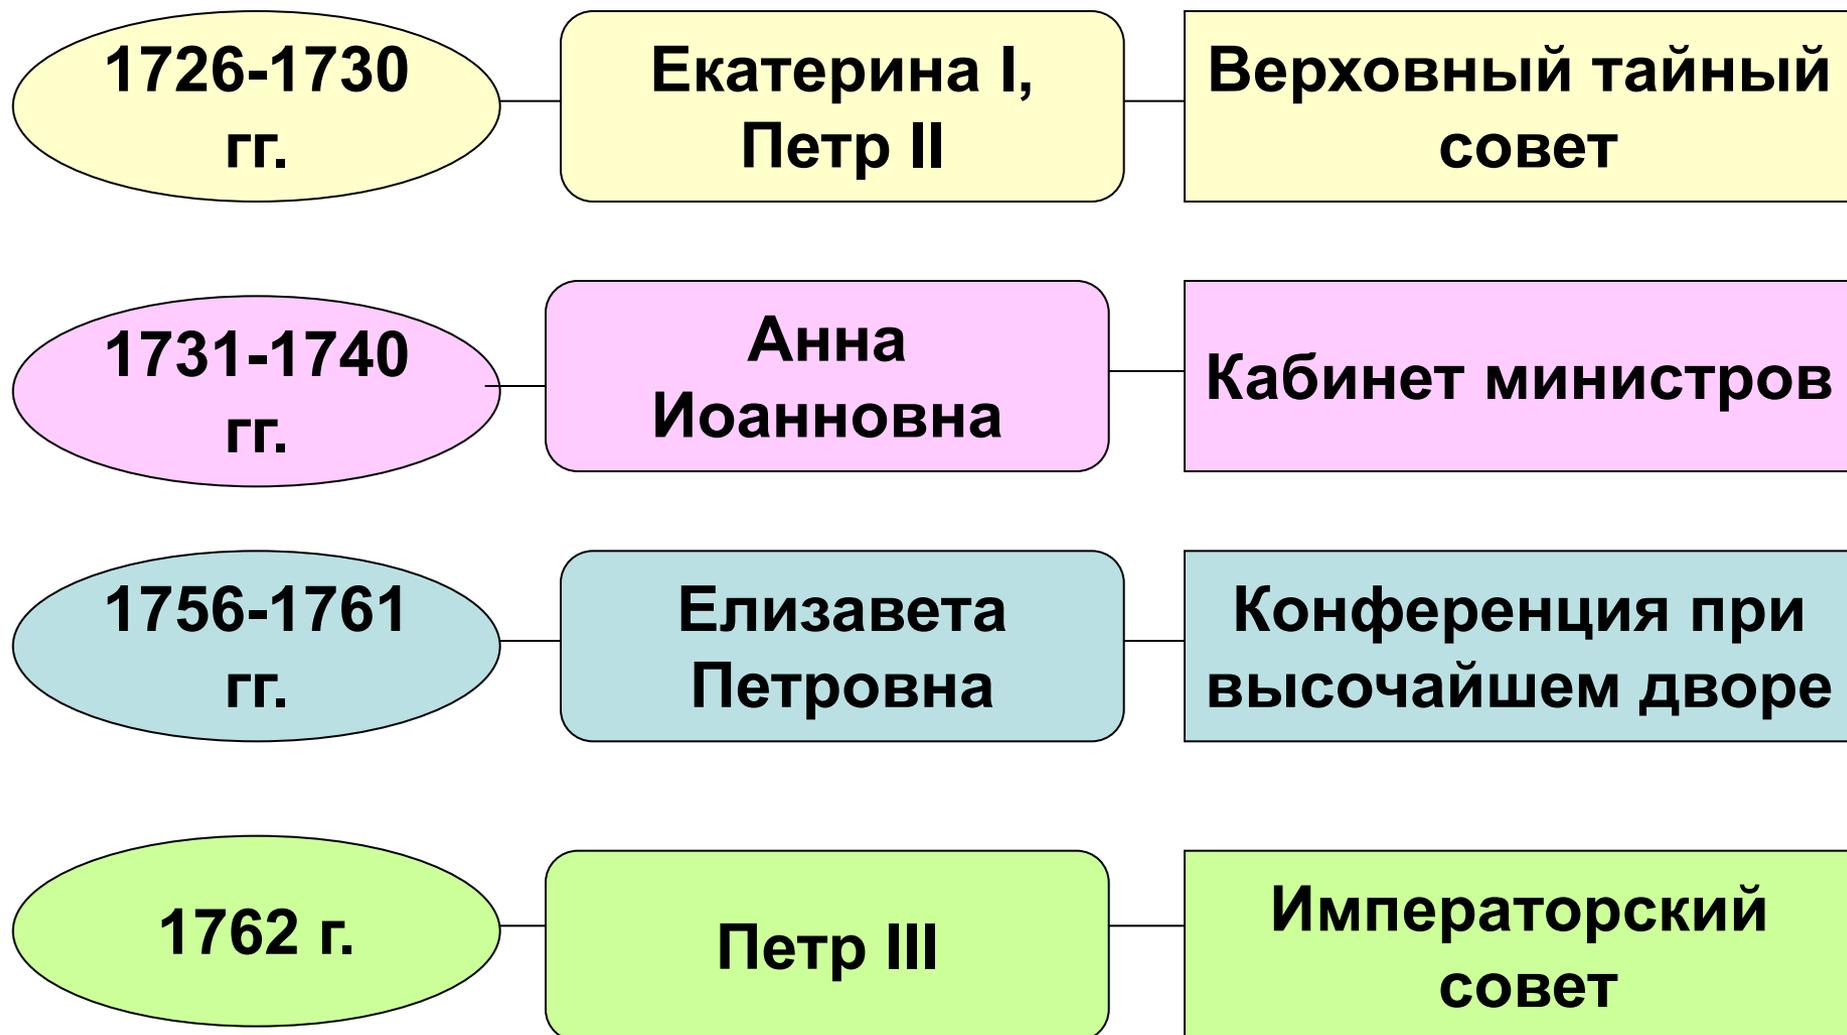 1726-1730
гг.
Екатерина I,
Петр II
Верховный тайный
совет
1731-1740
гг.
Анна
Иоанновна
Кабинет министров
1756-1761
гг.
Елизавета
Петровна
Конференция при
высочайшем дворе
1762 г.
Петр III
Императорский
совет